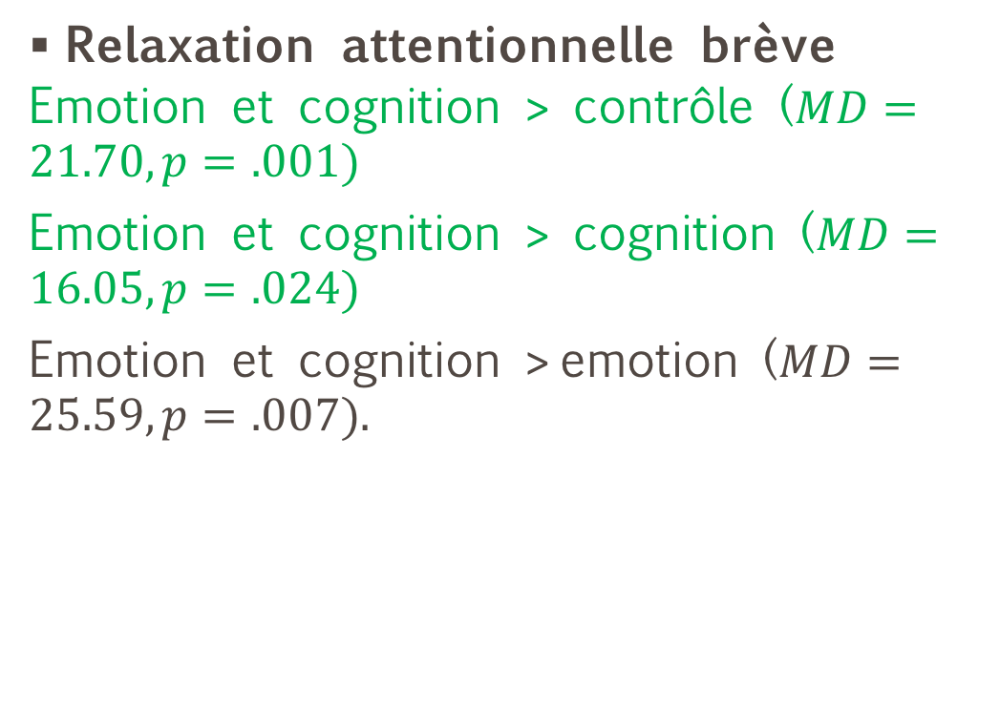 ▪ Relaxation attentionnelle brève
Emotion et cognition > contrôle (MD =
21.70, p = .001)
Emotion et cognition > cognition (MD =
16.05, p = .024)
Emotion et cognition > emotion (MD =
25.59, p = .007).